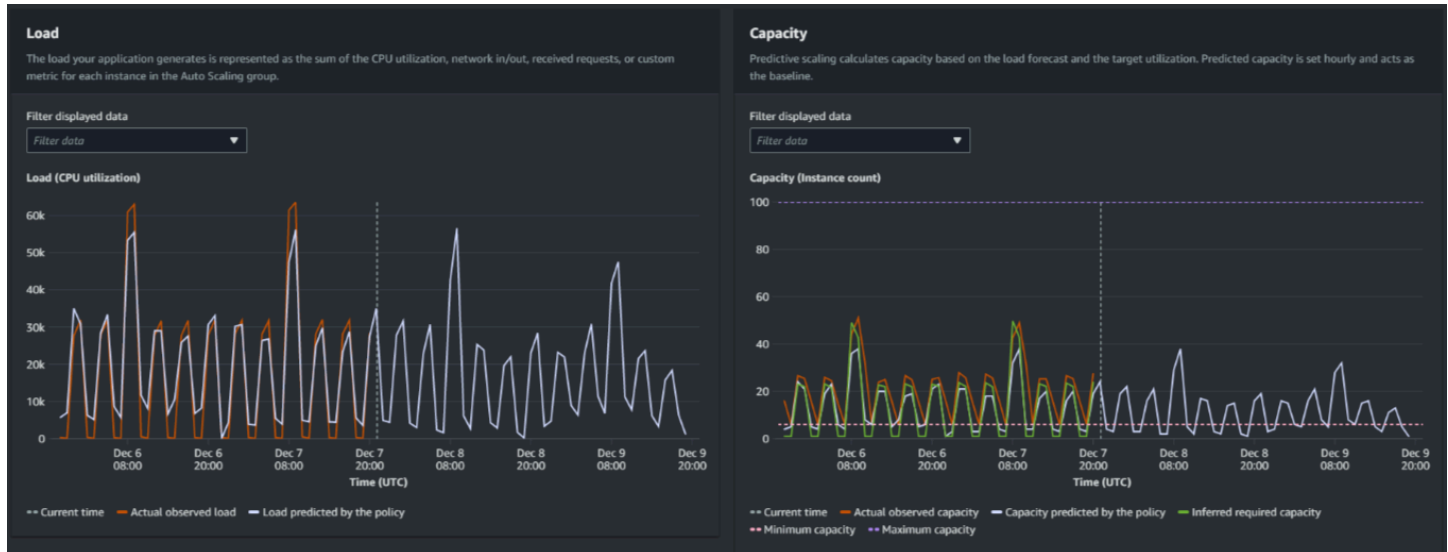 Load
The load your application generates is represented as the sum of the CPU utilization, network in/out, received requests, or custom
metric for each instance in the Auto Scaling group.
Filter displayed data
Filter data
Load (CPU utilization)
60k
50k
40k
30k
20k
10k
0
Dec 6 Dec 6 Dec 7 Dec 7 Dec 8 Dec 8 Dec 9 Dec 9
08:00 20:00 08:00 20:00 08:00 20:00 08:00 20:00
Time (UTC)
Current time Actual observed load Load predicted by the policy
Capacity
Predictive scaling calculates capacity based on the load forecast and the target utilization. Predicted capacity is set hourly and acts as
the baseline.
Filter displayed data
Filter data
Capacity (Instance count)
100
80
60
40
20
0
Dec 6 Dec 6 Dec 7 Dec 7 Dec 8 Dec 8 Dec 9 Dec 9
08:00 20:00 08:00 20:00 08:00 20:00 08:00 20:00
Time (UTC)
Current time Actual observed capacity Capacity predicted by the policy Inferred required capacity
Minimum capacity Maximum capacity